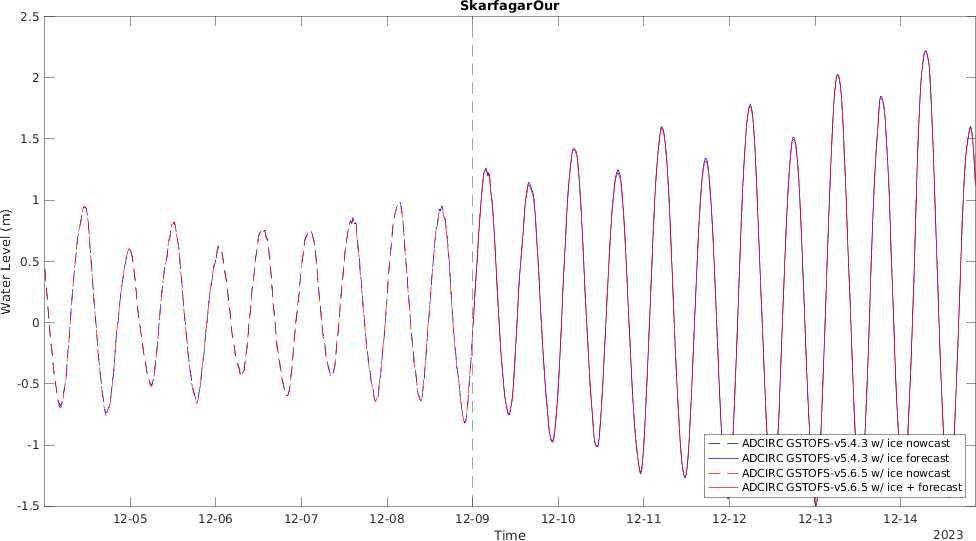 SkarfagarOur
2.5
2
1.5
1
0.5
0
-0.5
-1
-1.5
Water Level (m)
ADCIRC GSTOFS-v5.4.3 w/ ice nowcast
ADCIRC GSTOFS-v5.4.3 w/ ice forecast
ADCIRC GSTOFS-v5.6.5 w/ ice nowcast
ADCIRC GSTOFS-v5.6.5 w/ ice + forecast
12-05 12-06 12-07 12-08 12-09 12-10 12-11 12-12 12-13 12-14
Time
2023